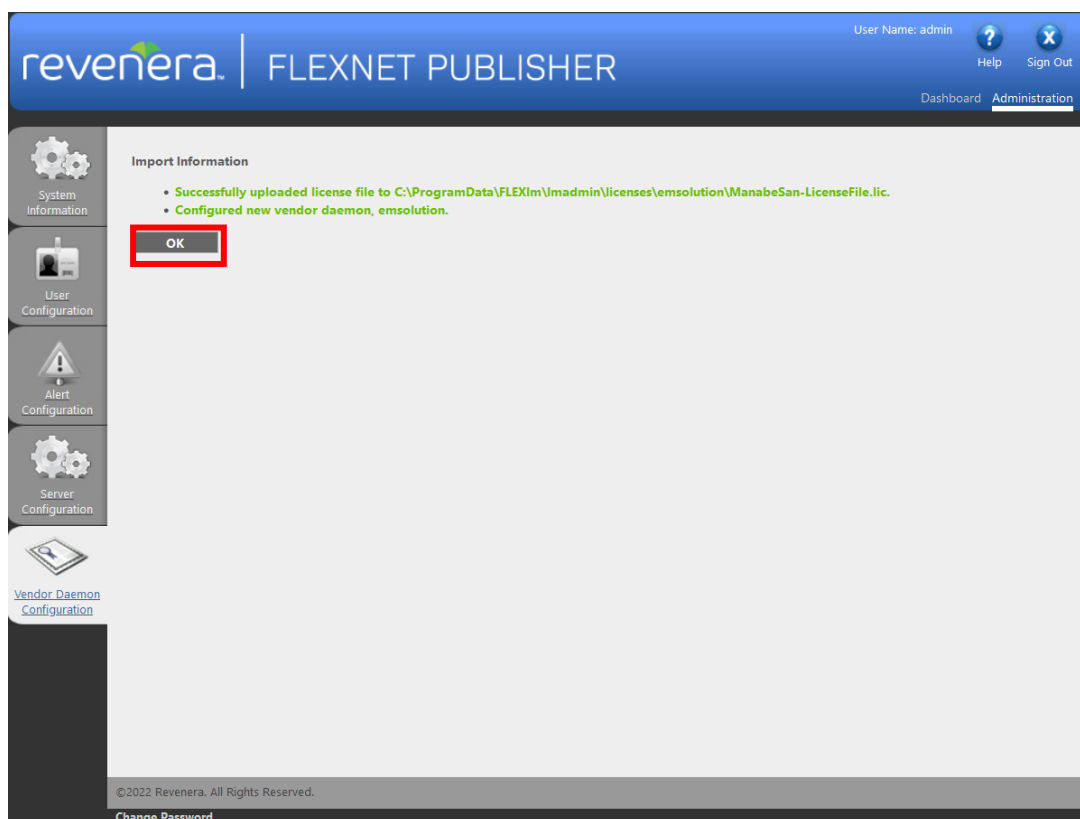 User Name: admin
revenera™ FLEXNET PUBLISHER
Help Sign Out
Dashboard Administration
System
Information
User
Configuration
Alert
Configuration
Server
Configuration
Vendor Daemon
Configuration
Import Information
• Successfully uploaded license file to C:\ProgramData\FLEXlm\lmadmin\licenses\emsolution\ManabeSan-LicenseFile.lic.
• Configured new vendor daemon, emsolution.
OK
©2022 Revenera. All Rights Reserved.
Change Password